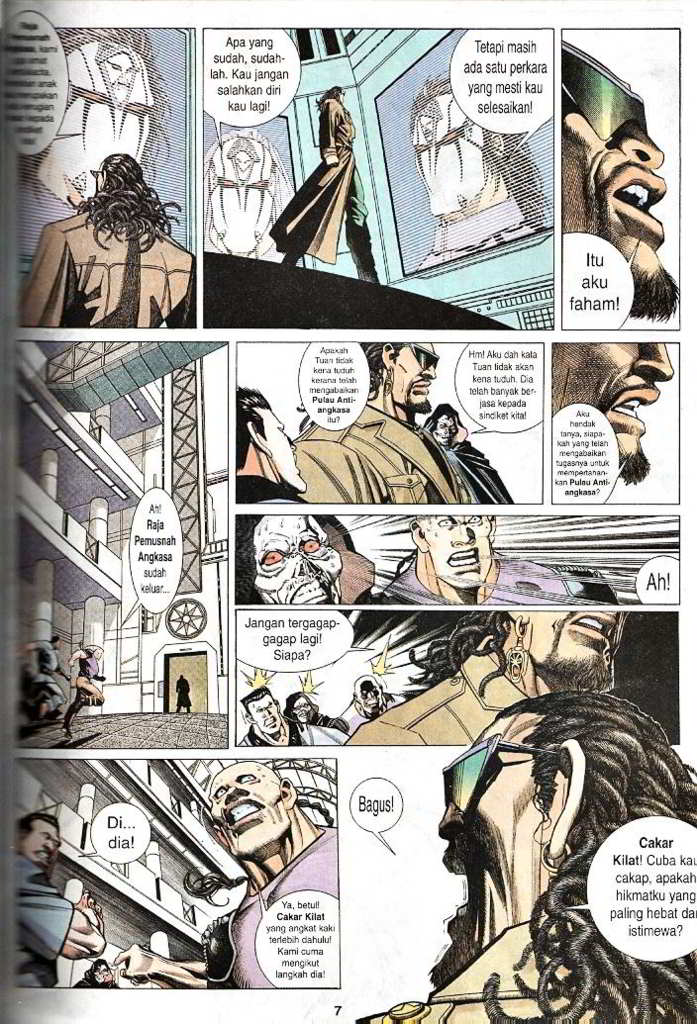 kami
anak
sindiket
Apa yang
sudah, sudah-
lah. Kau jangan
salahkan diri
kau lagi!
Tetapi masih
ada satu perkara
yang mesti kau
selesaikan!
Itu
aku
faham!
Ah!
Raja
Pemusnah
Angkasa
sudah
keluar...
Apakah
Tuan tidak
kena tuduh
kerana telah
mengabaikan
Pulau Anti-
angkasa
itu?
Hm! Aku dah kata
Tuan tidak akan
kena tuduh. Dia
telah banyak ber-
jasa kepada
sindiket kita!
Aku
hendak
tanya, siapa-
kah yang telah
mengabaikan
tugasnya untuk
mempertahan-
kan Pulau Anti-
angkasa?
Ah!
Jangan tergagap-
gagap lagi!
Siapa?
Di...
dia!
Ya, betul!
Cakar Kilat
yang angkat kaki
terlebih dahulu!
Kami cuma
mengikut
langkah dia!
Bagus!
Cakar
Kilat! Cuba kau
cakap, apakah
hikmatku yang
paling hebat dan
istimewa?
7